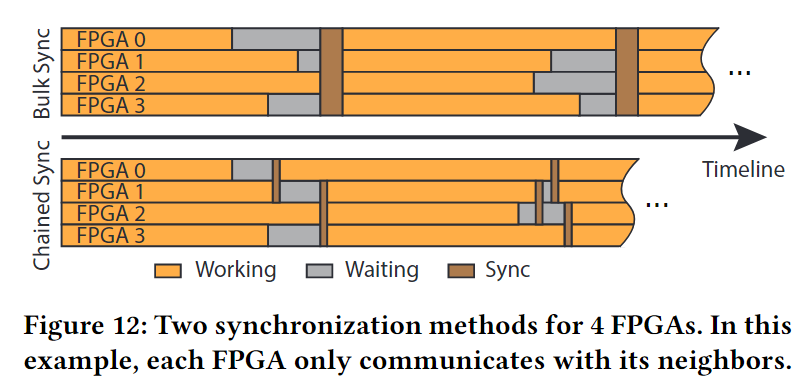 Bulk Sync
FPGA 0
FPGA 1
FPGA 2
FPGA 3
...
Timeline
Chained Sync
FPGA 0
FPGA 1
FPGA 2
FPGA 3
...
Working Waiting Sync
Figure 12: Two synchronization methods for 4 FPGAs. In this
example, each FPGA only communicates with its neighbors.